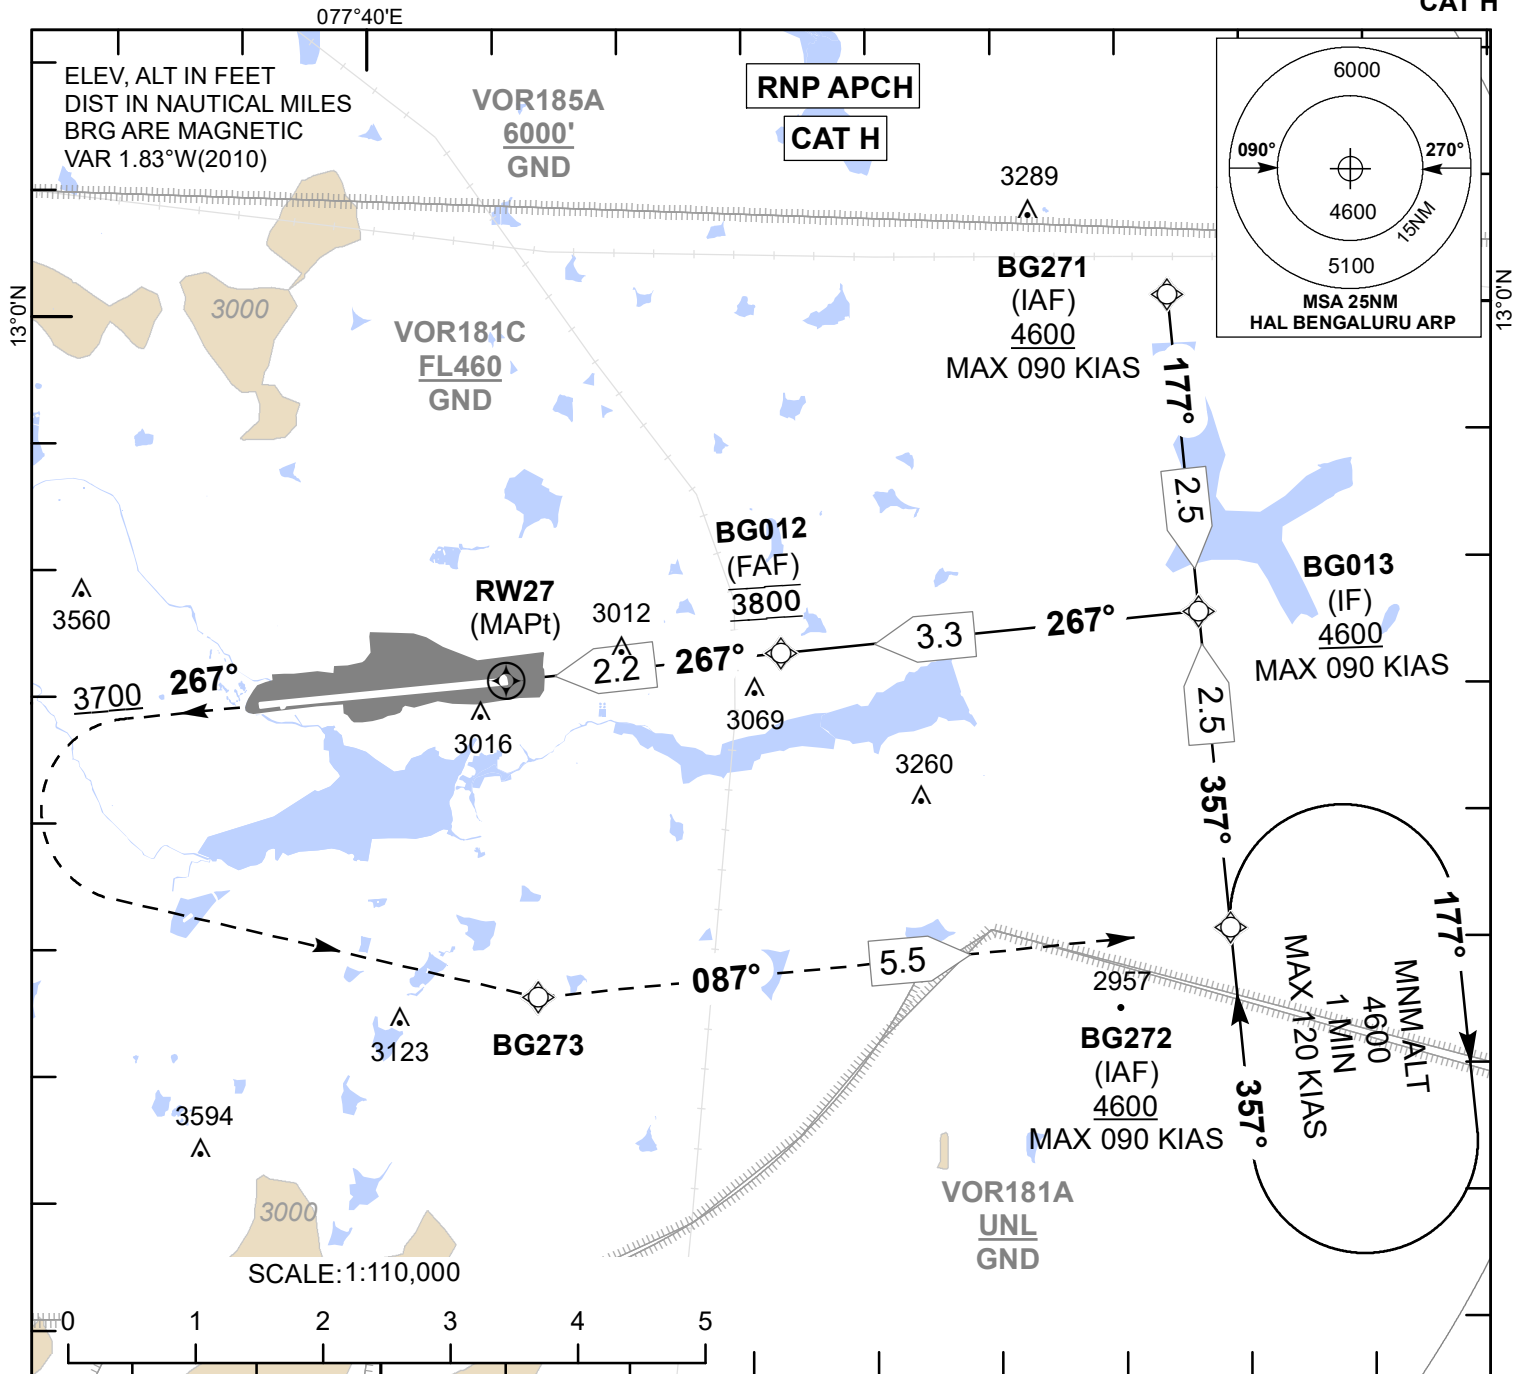 CAT H
077°40'E
ELEV, ALT IN FEET
DIST IN NAUTICAL MILES
BRG ARE MAGNETIC
VAR 1.83°W(2010)
VOR185A
6000'
GND
RNP APCH
CAT H
6000
090°
270°
4600
15NM
5100
MSA 25NM
HAL BENGALURU ARP
3289
BG271
(IAF)
4600
MAX 090 KIAS
13°0'N
13°0'N
3000
VOR181C
FL460
GND
177°
2.5
BG012
(FAF)
3800
BG013
(IF)
4600
MAX 090 KIAS
3560
RW27
(MAPt)
3012
2.2
267°
3.3
267°
267°
3700
3016
3069
3260
2.5
357°
177°
087°
5.5
2957
BG272
(IAF)
4600
MAX 090 KIAS
MNM ALT
4600
1 MIN
MAX 120 KIAS
357°
3123
BG273
3594
3000
VOR181A
UNL
GND
SCALE:1:110,000
0 1 2 3 4 5